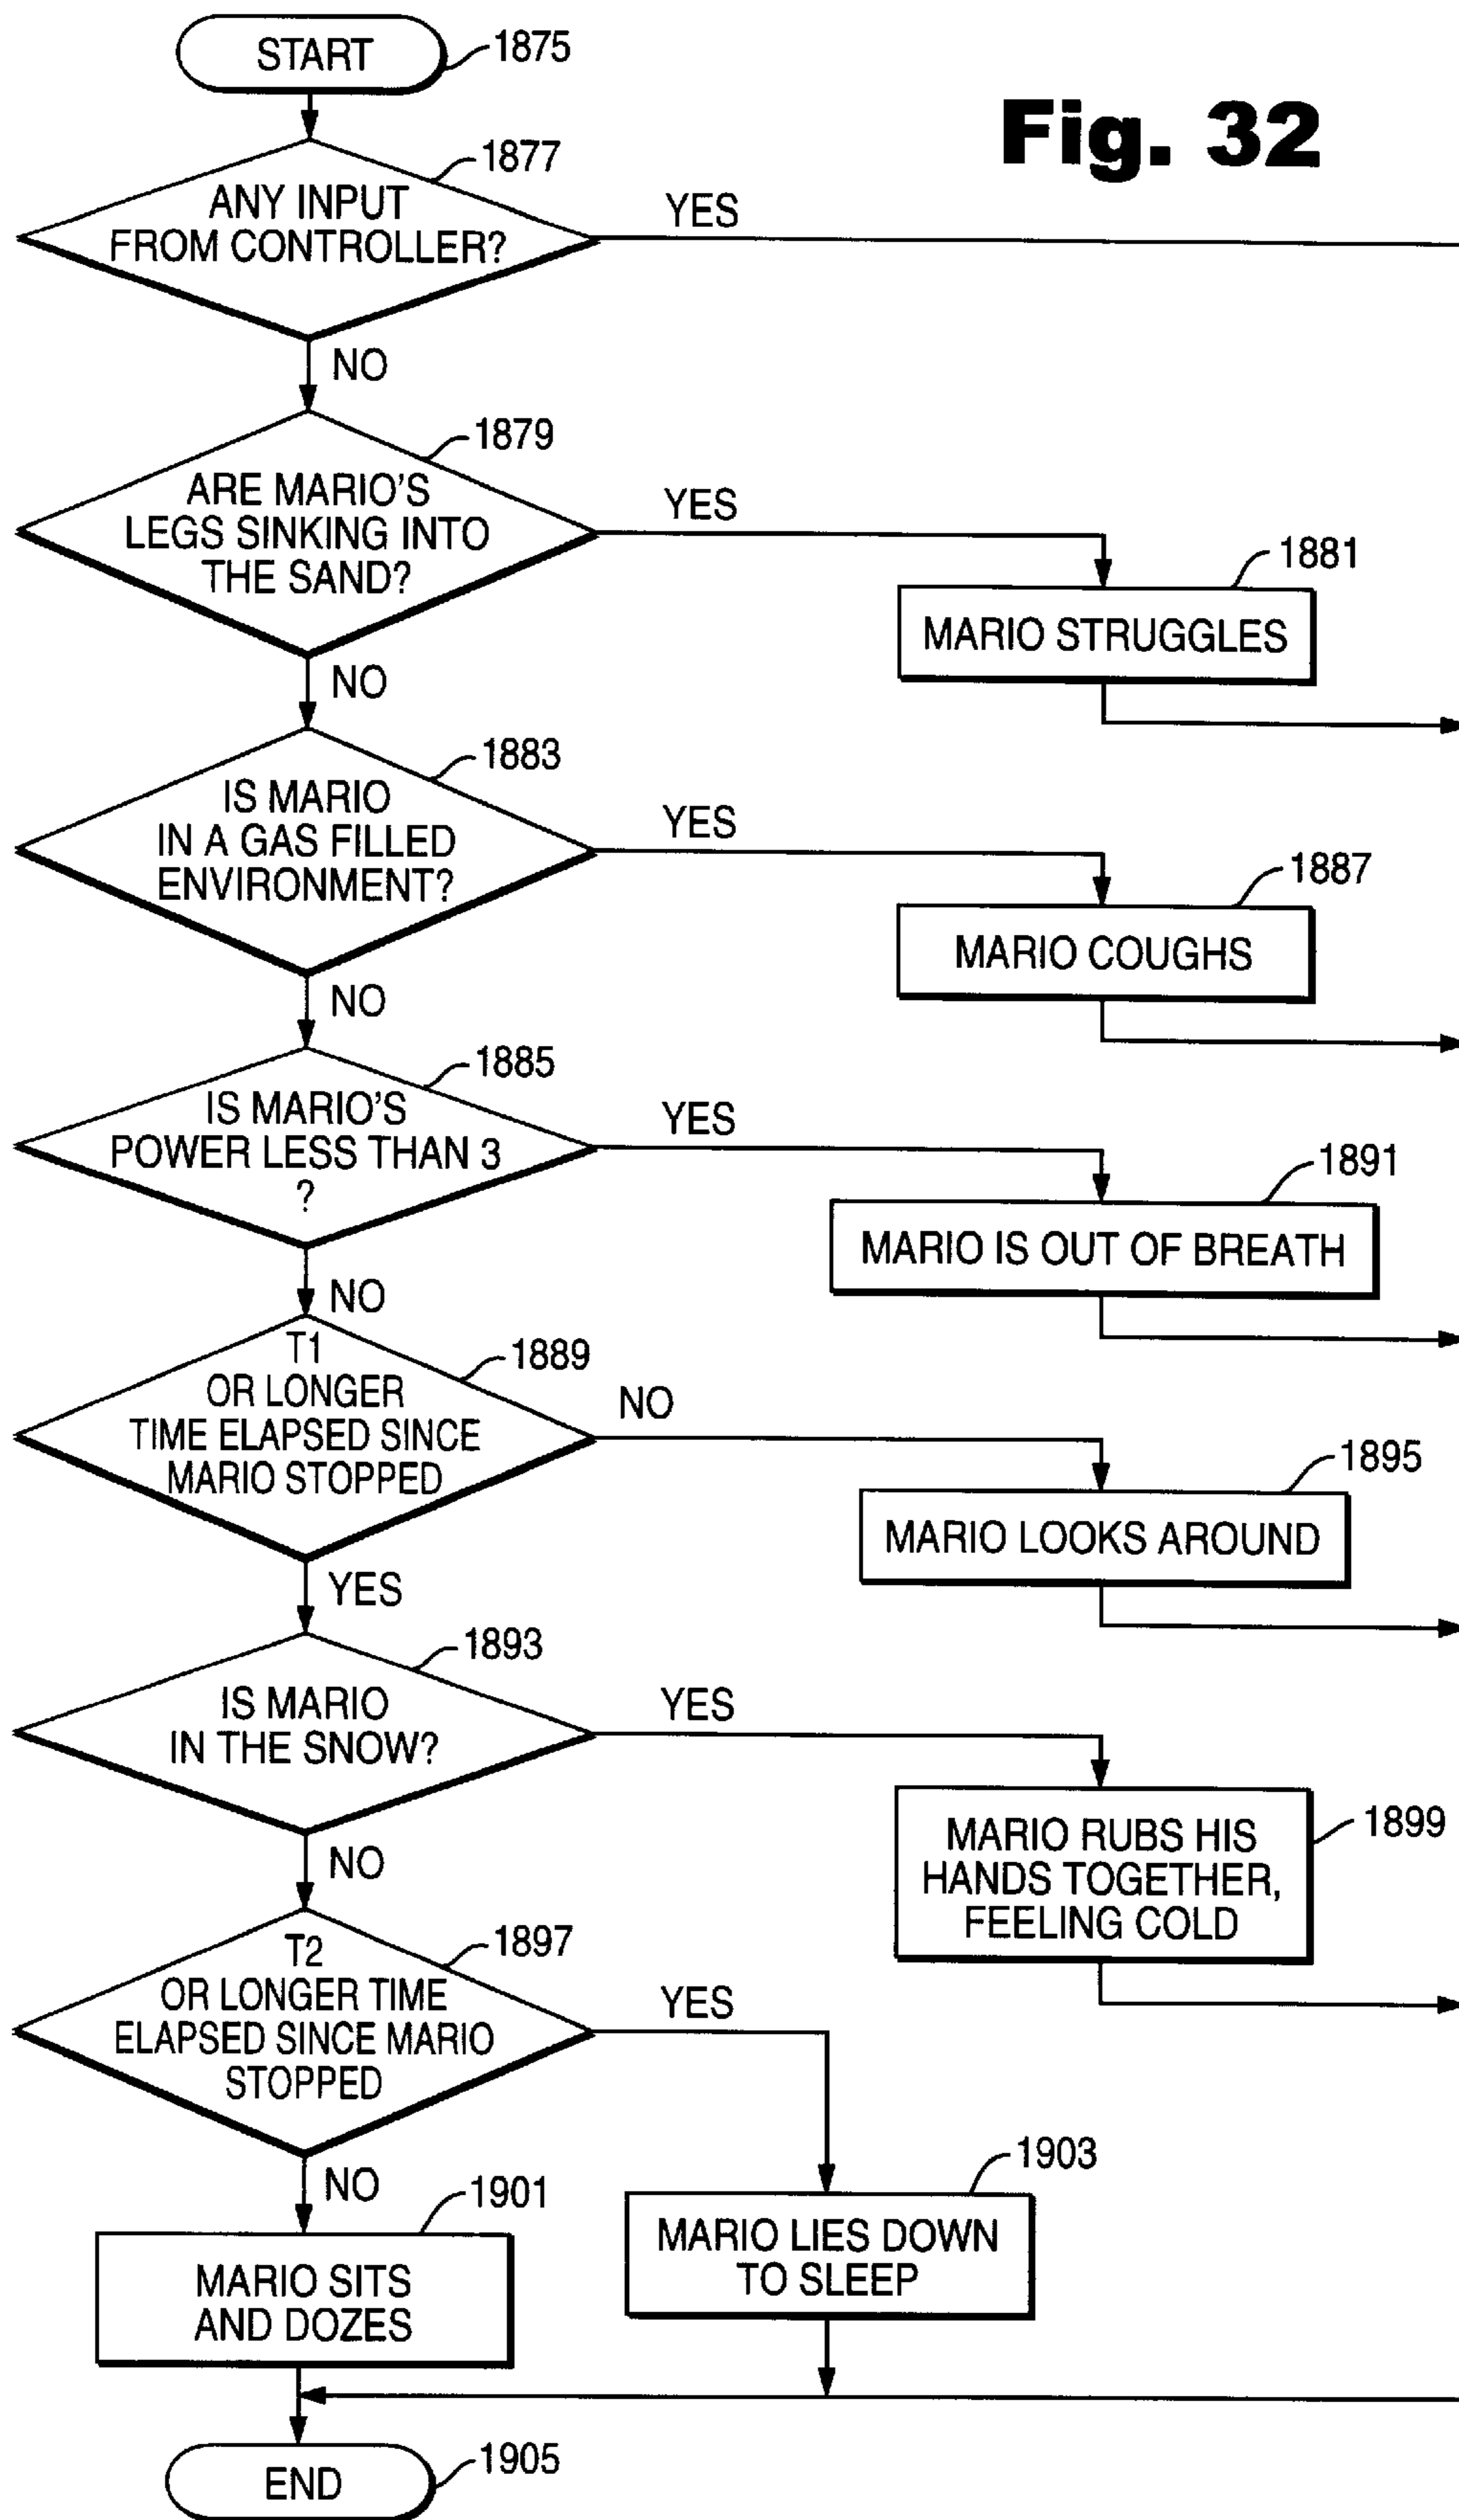 START
1875
Fig. 32
1877
ANY INPUT
FROM CONTROLLER?
YES
NO
1879
ARE MARIO'S
LEGS SINKING INTO
THE SAND?
YES
1881
MARIO STRUGGLES
NO
1883
IS MARIO
IN A GAS FILLED
ENVIRONMENT?
YES
1887
MARIO COUGHS
NO
1885
IS MARIO'S
POWER LESS THAN 3
?
YES
1891
MARIO IS OUT OF BREATH
NO
T1
OR LONGER
TIME ELAPSED SINCE
MARIO STOPPED
1889
NO
1895
MARIO LOOKS AROUND
YES
1893
IS MARIO
IN THE SNOW?
YES
1899
MARIO RUBS HIS
HANDS TOGETHER,
FEELING COLD
NO
T2
OR LONGER TIME
ELAPSED SINCE MARIO
STOPPED
1897
YES
NO
1901
MARIO SITS
AND DOZES
1903
MARIO LIES DOWN
TO SLEEP
END
1905